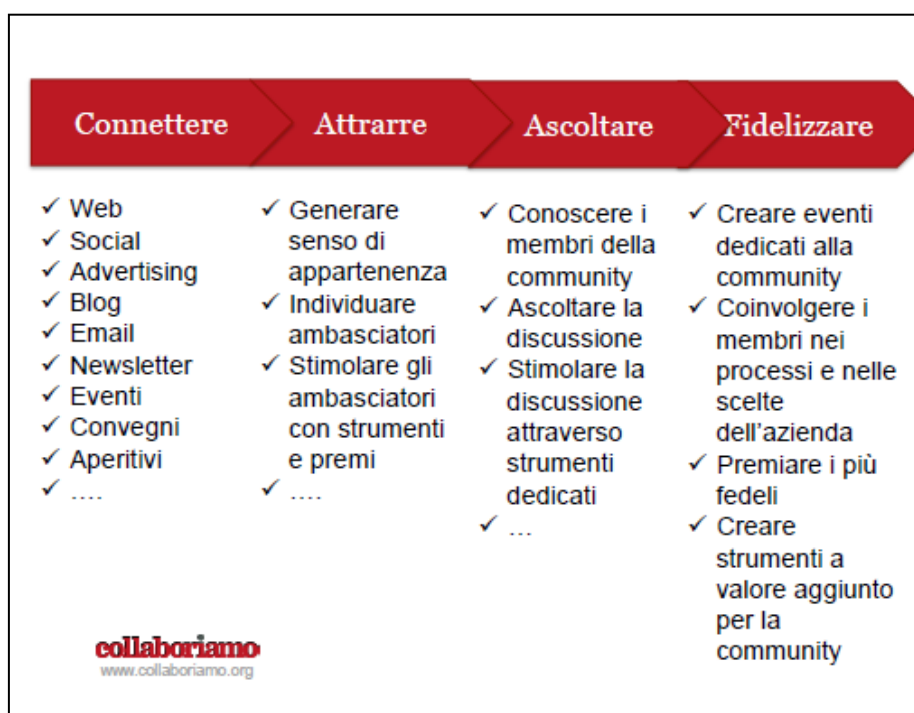 Connettere
Attrarre
Ascoltare
Fidelizzare
✓ Web
✓ Social
✓ Advertising
✓ Blog
✓ Email
✓ Newsletter
✓ Eventi
✓ Convegni
✓ Aperitivi
✓ ....
✓ Generare
senso di
appartenenza
✓ Individuare
ambasciatori
✓ Stimolare gli
ambasciatori
con strumenti
e premi
✓ ....
✓ Conoscere i
membri della
community
✓ Ascoltare la
discussione
✓ Stimolare la
discussione
attraverso
strumenti
dedicati
✓ ...
✓ Creare eventi
dedicati alla
community
✓ Coinvolgere i
membri nei
processi e nelle
scelte
dell'azienda
✓ Premiare i più
fedeli
✓ Creare
strumenti a
valore aggiunto
per la
community
collaboriamo
www.collaboriamo.org